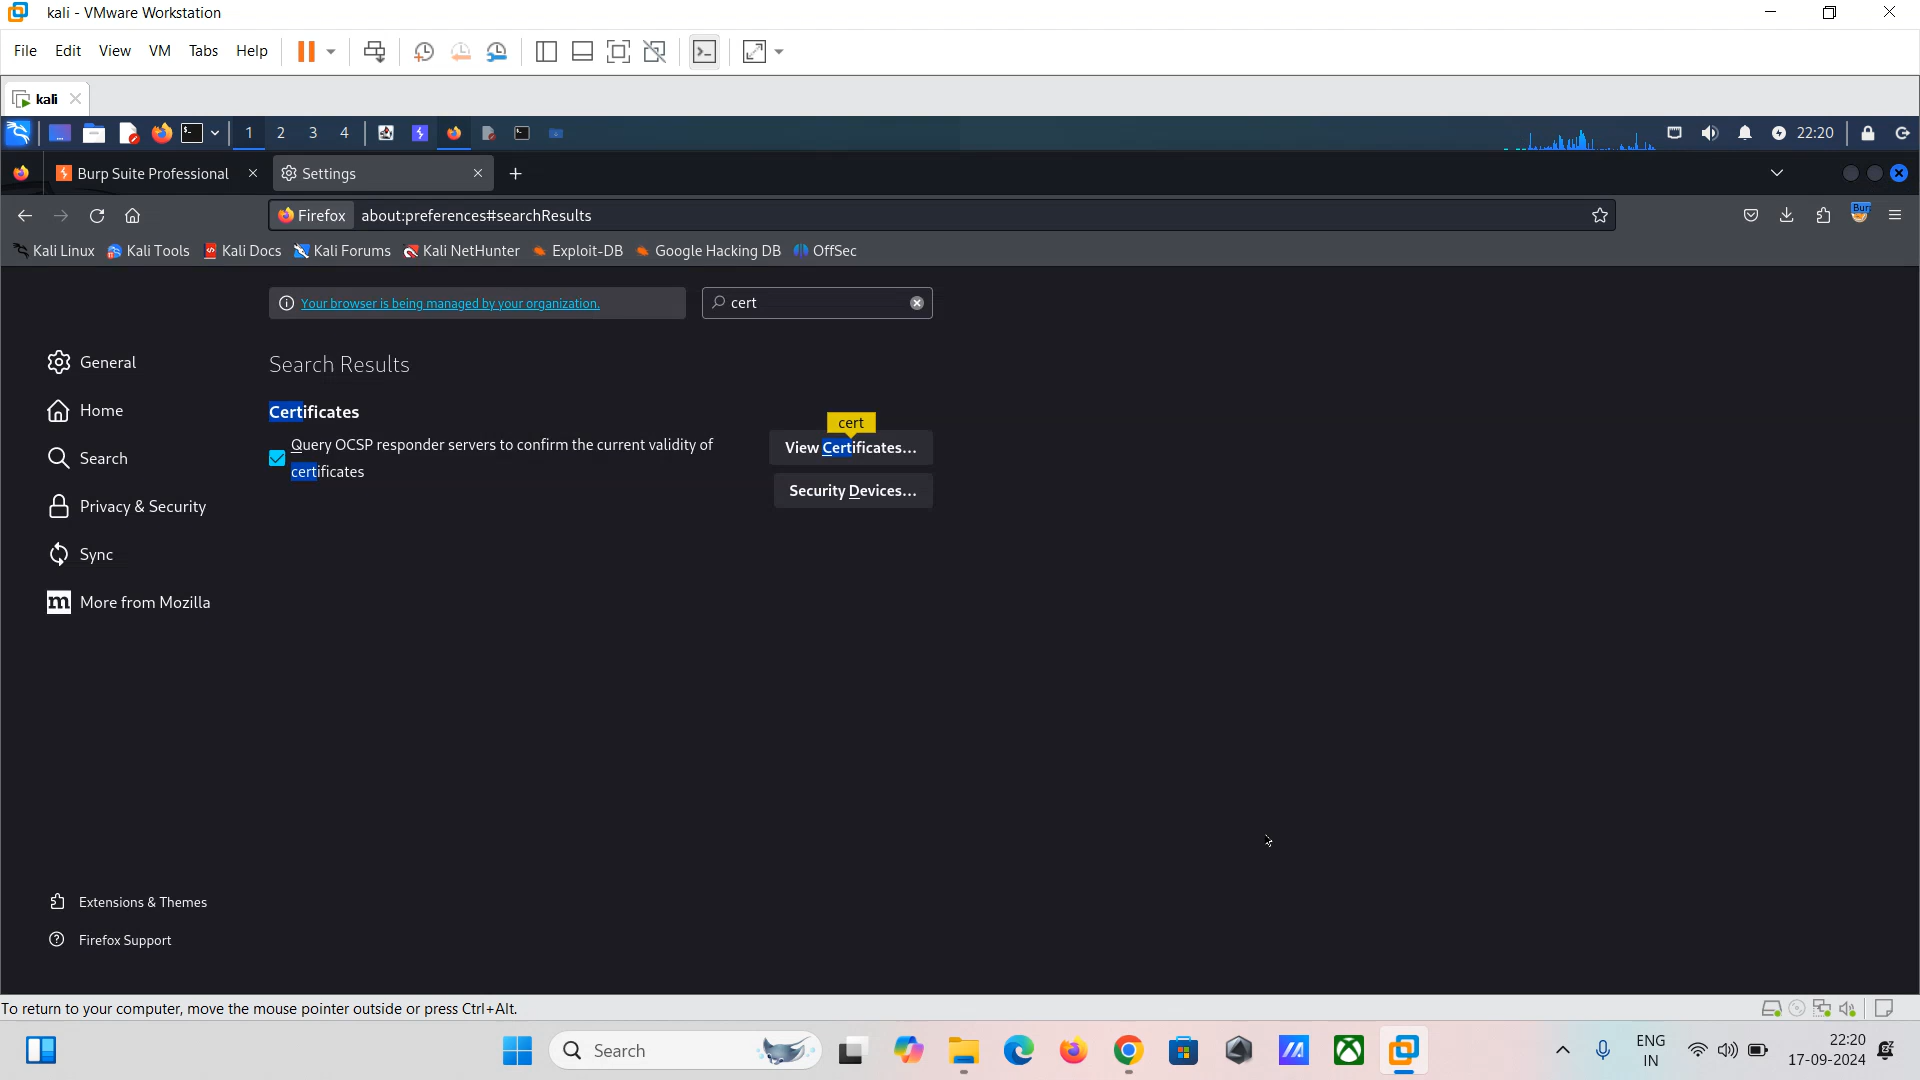 kali - VMware Workstation
File Edit View VM Tabs Help
kali
1 2 3 4 22:20
Burp Suite Professional Settings
Firefox about:preferences#searchResults
Kali Linux Kali Tools Kali Docs Kali Forums Kali NetHunter Exploit-DB Google Hacking DB OffSec
Your browser is being managed by your organization. cert
General
Home
Search
Privacy & Security
Sync
More from Mozilla
Search Results
Certificates
Query OCSP responder servers to confirm the current validity of
certificates
cert
View Certificates...
Security Devices...
Extensions & Themes
Firefox Support
To return to your computer, move the mouse pointer outside or press Ctrl+Alt.
Search
ENG
IN
22:20
17-09-2024